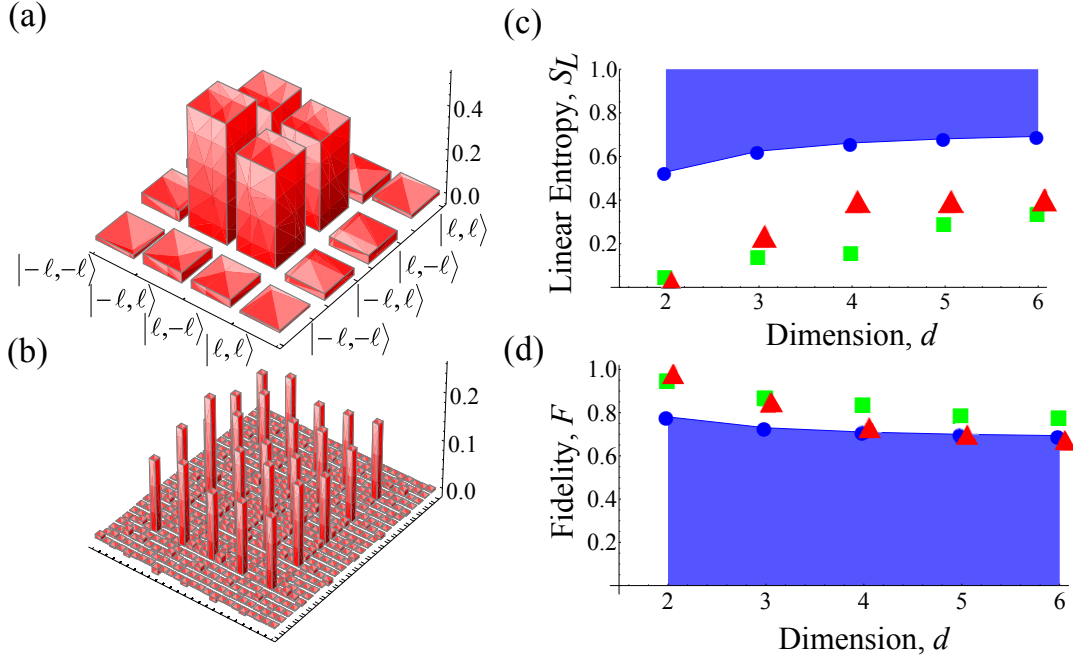 (a)
0.4
0.2
0.0
|−ℓ,−ℓ⟩
|−ℓ,ℓ⟩
|ℓ,−ℓ⟩
|ℓ,ℓ⟩
|−ℓ,−ℓ⟩
|−ℓ,ℓ⟩
|ℓ,−ℓ⟩
|ℓ,ℓ⟩
(b)
0.2
0.1
0.0
(c)
Linear Entropy, S_L
1.0
0.8
0.6
0.4
0.2
2 3 4 5 6
Dimension, d
(d)
Fidelity, F
1.0
0.8
0.6
0.4
0.2
2 3 4 5 6
Dimension, d